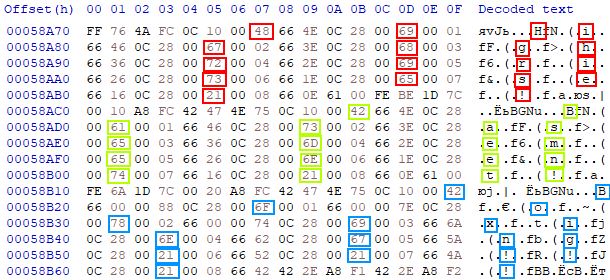 Offset(h) 00 01 02 03 04 05 06 07 08 09 0A 0B 0C 0D 0E 0F Decoded text
00058A70 FF 76 4A FC 0C 10 00 48 66 4E 0C 28 00 69 00 01 яvJь...HfN.(.i..
00058A80 66 46 0C 28 00 67 00 02 66 3E 0C 28 00 68 00 03 fF.(.g..f>.(.h..
00058A90 66 36 0C 28 00 72 00 04 66 2E 0C 28 00 69 00 05 f6.(.r..f..(.i..
00058AA0 66 26 0C 28 00 73 00 06 66 1E 0C 28 00 65 00 07 f&.(.s..f..(.e..
00058AB0 66 16 0C 28 00 21 00 08 66 0E 61 00 FE BE 1D 7C f..(.!..f.a.юѕ.|
00058AC0 00 10 A8 FC 42 47 4E 75 0C 10 00 42 66 4E 0C 28 ..ЁьBGNu...BfN.(
00058AD0 00 61 00 01 66 46 0C 28 00 73 00 02 66 3E 0C 28 .a..fF.(.s..f>.(
00058AE0 00 65 00 03 66 36 0C 28 00 6D 00 04 66 2E 0C 28 .e..f6.(.m..f..(
00058AF0 00 65 00 05 66 26 0C 28 00 6E 00 06 66 1E 0C 28 .e..f&.(.n..f..(
00058B00 00 74 00 07 66 16 0C 28 00 21 00 08 66 0E 61 00 .t..f..(.!..f.a.
00058B10 FE 6A 1D 7C 00 20 A8 FC 42 47 4E 75 0C 10 00 42 юj.|. ЁьBGNu...B
00058B20 66 00 00 88 0C 28 00 6F 00 01 66 00 00 7E 0C 28 f..€.(.o..f..~.(
00058B30 00 78 00 02 66 00 00 74 0C 28 00 69 00 03 66 6A .x..f..t.(.i..fj
00058B40 0C 28 00 6E 00 04 66 62 0C 28 00 67 00 05 66 5A .(.n..fb.(.g..fZ
00058B50 0C 28 00 21 00 06 66 52 0C 28 00 21 00 07 66 4A .(.!..fR.(.!..fJ
00058B60 0C 28 00 21 00 08 66 42 42 2E A8 F1 42 2E A8 F2 .(.!..fBB.ЁсB.Ёт